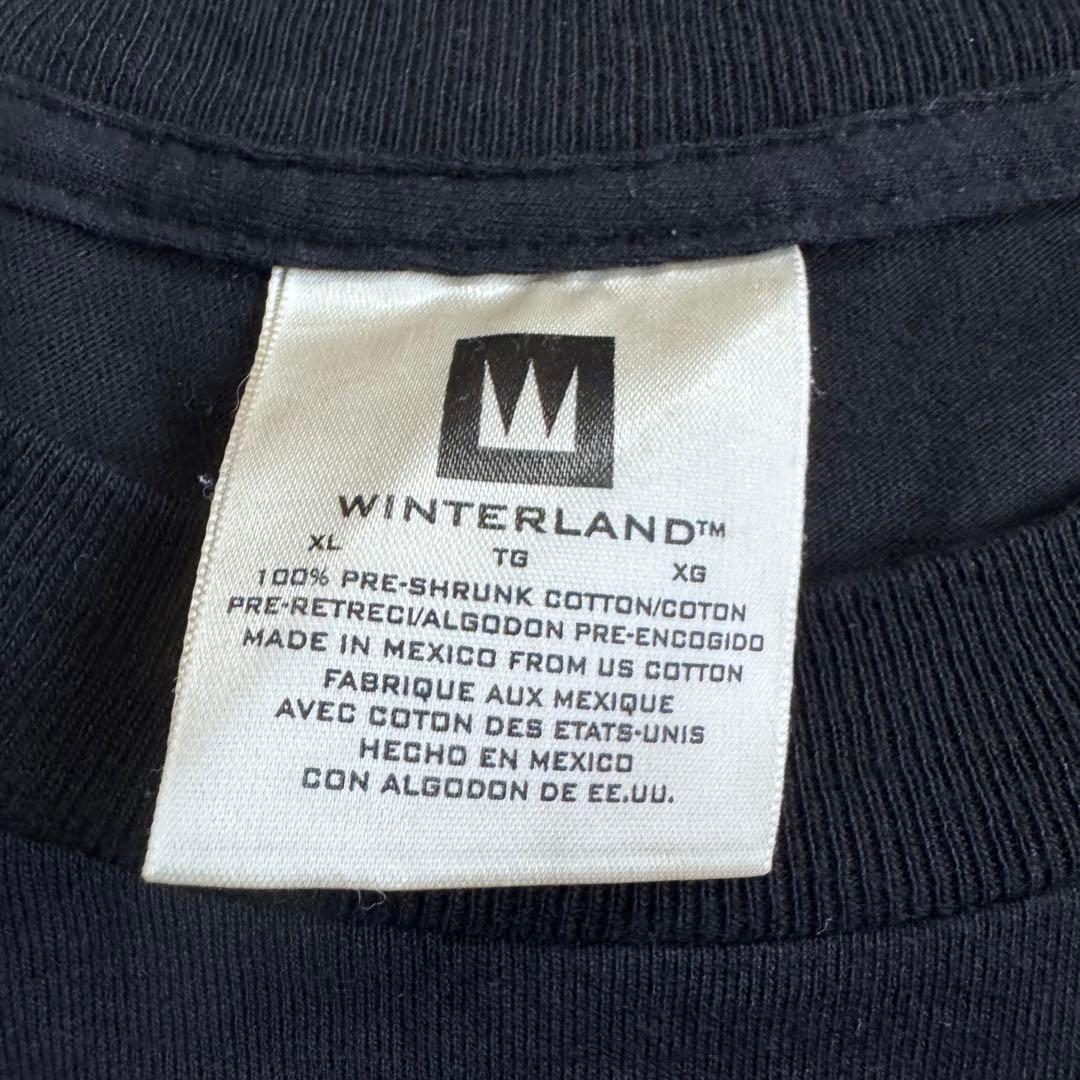 W
WINTERLAND™
XL TG XG
100% PRE-SHRUNK COTTON/COTON
PRE-RETRECI/ALGODON PRE-ENCOGIDO
MADE IN MEXICO FROM US COTTON
FABRIQUE AUX MEXIQUE
AVEC COTON DES ETATS-UNIS
HECHO EN MEXICO
CON ALGODON DE EE.UU.